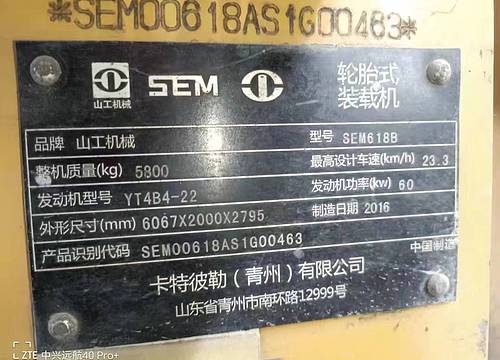 *SEM00618AS1G00463*
山工机械 SEM 轮胎式
装载机
品牌 山工机械 型号 SEM618B
整机质量(kg) 5800 最高设计车速(km/h) 23.3
发动机型号 YT4B4-22 发动机功率(kw) 60
外形尺寸(mm) 6067X2000X2795 制造日期 2016
产品识别代码 SEM00618AS1G00463 中国制造
卡特彼勒（青州）有限公司
山东省青州市南环路12999号
ZTE 中兴远航40 Pro+